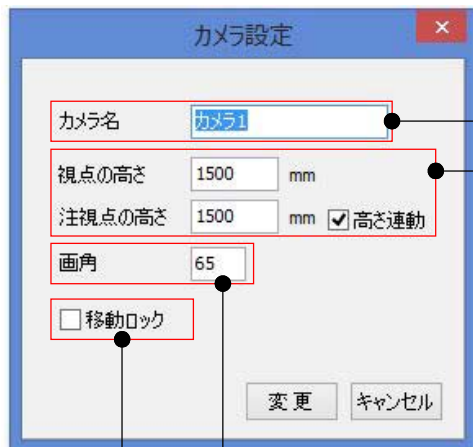 カメラ設定
カメラ名 カメラ1
視点の高さ 1500 mm
注視点の高さ 1500 mm 高さ連動
画角 65
移動ロック
変更 キャンセル